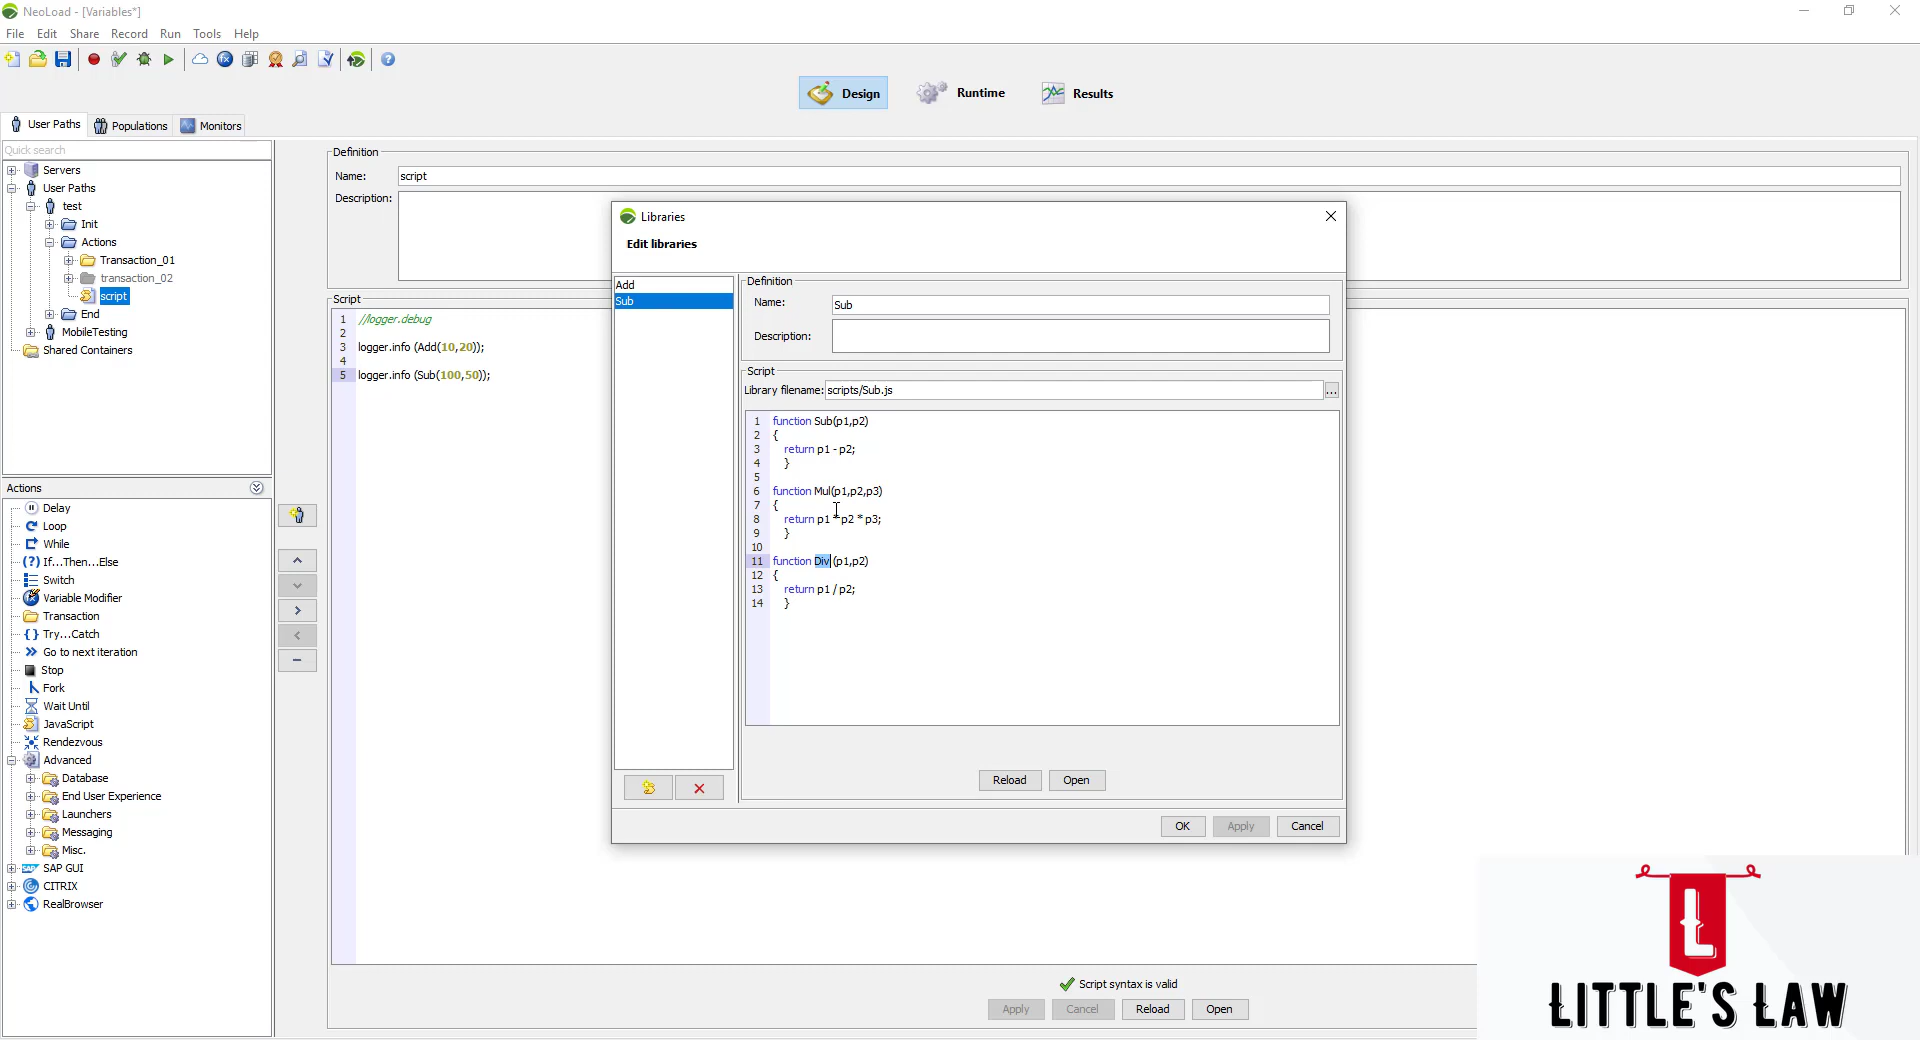 NeoLoad - [Variables*]
File Edit Share Record Run Tools Help
Design Runtime Results
User Paths Populations Monitors
Quick search
Servers
User Paths
test
Init
Actions
Transaction_01
transaction_02
script
End
MobileTesting
Shared Containers
Actions
Delay
Loop
While
(?) If...Then...Else
Switch
Variable Modifier
Transaction
{} Try...Catch
Go to next iteration
Stop
Fork
Wait Until
JavaScript
Rendezvous
Advanced
Database
End User Experience
Launchers
Messaging
Misc.
SAP GUI
CITRIX
RealBrowser
Definition
Name: script
Description:
Script
1 //logger.debug
2
3 logger.info (Add(10,20));
4
5 logger.info (Sub(100,50));
Libraries
Edit libraries
Add
Sub
Definition
Name: Sub
Description:
Script
Library filename: scripts/Sub.js ...
1 function Sub(p1,p2)
2 {
3 return p1 - p2;
4 }
5
6 function Mul(p1,p2,p3)
7 {
8 return p1 * p2 * p3;
9 }
10
11 function Div (p1,p2)
12 {
13 return p1 / p2;
14 }
Reload Open
OK Apply Cancel
Script syntax is valid
Apply Cancel Reload Open
LITTLE'S LAW